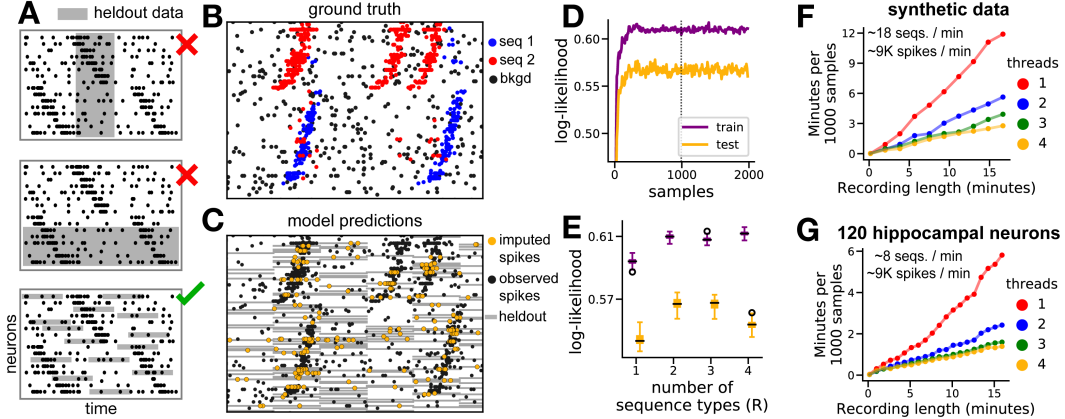 A
heldout data
neurons
time
B
ground truth
seq 1
seq 2
bkgd
C
model predictions
imputed
spikes
observed
spikes
heldout
D
log-likelihood
0.60
0.55
0.50
train
test
0
1000
2000
samples
E
log-likelihood
0.61
0.57
1
2
3
4
number of
sequence types (R)
F
synthetic data
~18 seqs. / min
~9K spikes / min
threads
1
2
3
4
Minutes per
1000 samples
12
9
6
3
0
0
5
10
15
Recording length (minutes)
G
120 hippocampal neurons
~8 seqs. / min
~9K spikes / min
threads
1
2
3
4
Minutes per
1000 samples
6
4
2
0
0
5
10
15
Recording length (minutes)